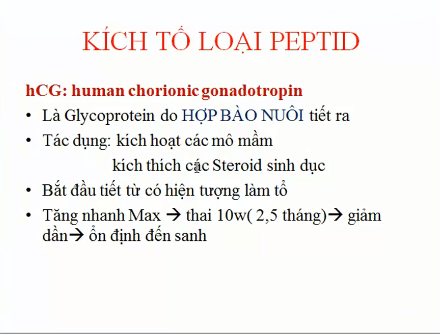 KÍCH TỐ LOẠI PEPTID
hCG: human chorionic gonadotropin
• Là Glycoprotein do HỢP BÀO NUÔI tiết ra
• Tác dụng: kích hoạt các mô mầm
kích thich các Steroid sinh dục
• Bắt đầu tiết từ có hiện tượng làm tổ
• Tăng nhanh Max → thai 10w( 2,5 tháng)→ giảm
dần→ ổn định đến sanh